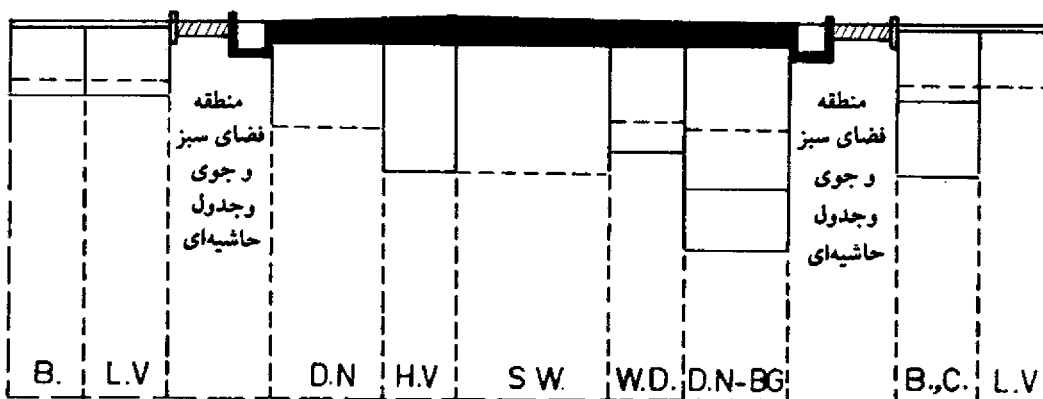 منطقه
فضای سبز
و جوی
وجدول
حاشیه‌ای
منطقه
فضای سبز
و جوی
وجدول
حاشیه‌ای
B. L.V D.N H.V S W. W.D. D.N-BG B.,C. L.V